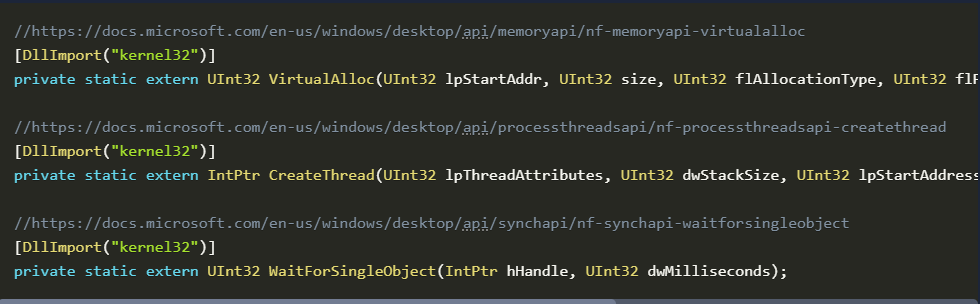 //https://docs.microsoft.com/en-us/windows/desktop/api/memoryapi/nf-memoryapi-virtualalloc
[DllImport("kernel32")]
private static extern UInt32 VirtualAlloc(UInt32 lpStartAddr, UInt32 size, UInt32 flAllocationType, UInt32
//https://docs.microsoft.com/en-us/windows/desktop/api/processthreadsapi/nf-processthreadsapi-createthread
[DllImport("kernel32")]
private static extern IntPtr CreateThread(UInt32 lpThreadAttributes, UInt32 dwStackSize, UInt32 lpStartAddress
//https://docs.microsoft.com/en-us/windows/desktop/api/synchapi/nf-synchapi-waitforsingleobject
[DllImport("kernel32")]
private static extern UInt32 WaitForSingleObject(IntPtr hHandle, UInt32 dwMilliseconds);